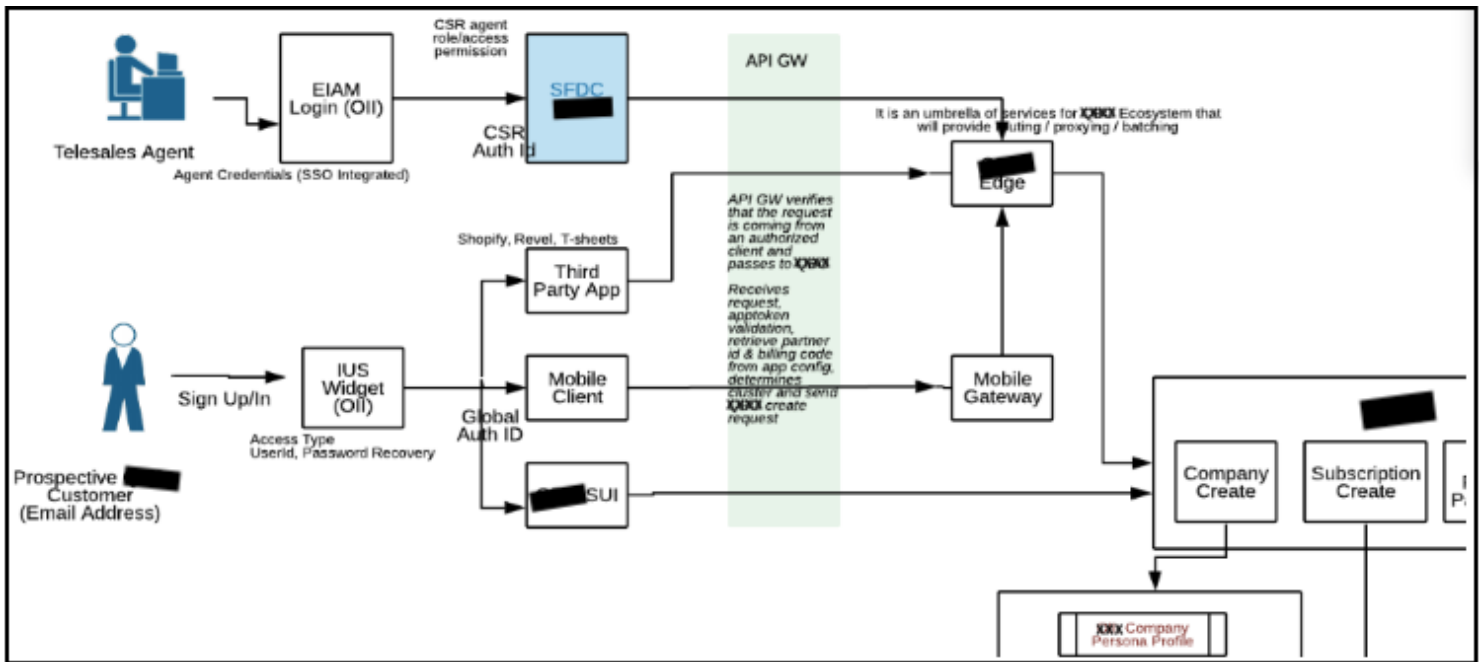 CSR agent
role/access
permission
API GW
EIAM
Login (OII)
SFDC
It is an umbrella of services for Ecosystem that
will provide routing / proxying / batching
CSR
Auth Id
Telesales Agent
Agent Credentials (SSO Integrated)
Edge
API GW verifies
that the request
is coming from
an authorized
client and
passes to
Shopify, Revel, T-sheets
Third
Party App
Receives
request,
apptoken
validation,
retrieve partner
id & billing code
from app config,
determines
cluster and send
create
request
IUS
Widget
(OII)
Mobile
Client
Mobile
Gateway
Sign Up/In
Global
Auth ID
Access Type
UserId, Password Recovery
Prospective
Customer
(Email Address)
SUI
Company
Create
Subscription
Create
XXX Company
Persona Profile